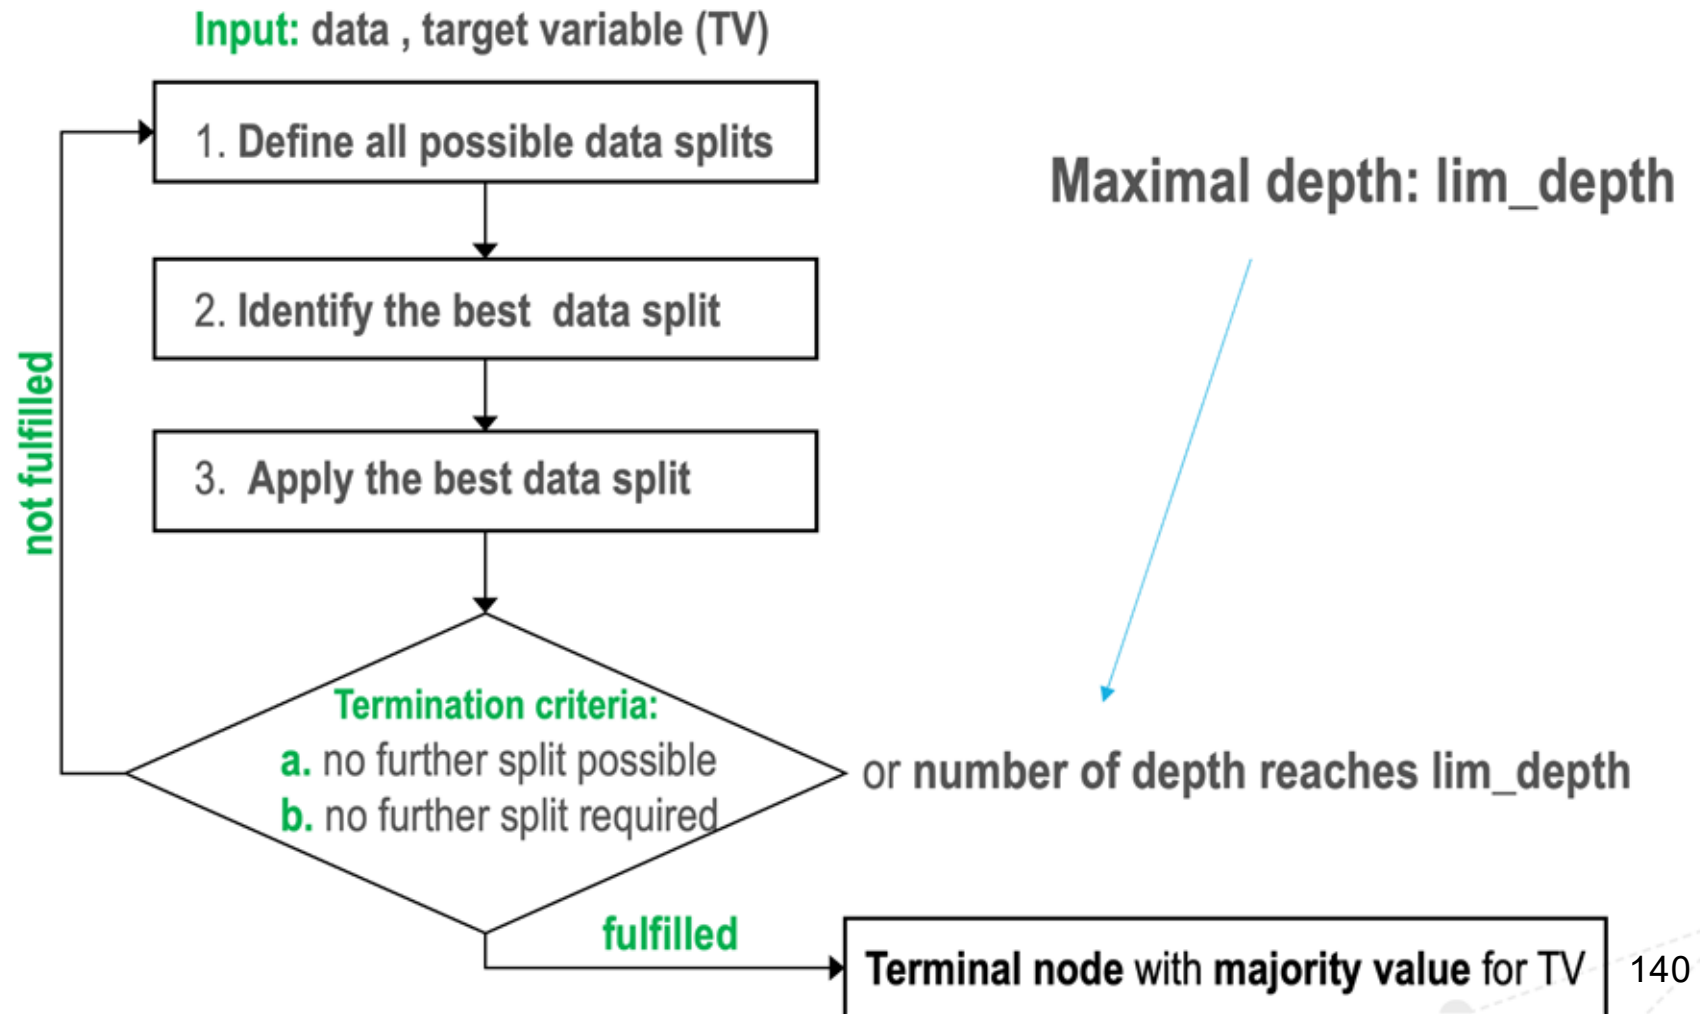 Input: data , target variable (TV)
1. Define all possible data splits
Maximal depth: lim_depth
2. Identify the best data split
not fulfilled
3. Apply the best data split
Termination criteria:
a. no further split possible
b. no further split required
or number of depth reaches lim_depth
fulfilled
Terminal node with majority value for TV
140